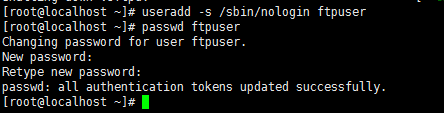 [root@localhost ~]# useradd -s /sbin/nologin ftpuser
[root@localhost ~]# passwd ftpuser
Changing password for user ftpuser.
New password:
Retype new password:
passwd: all authentication tokens updated successfully.
[root@localhost ~]#